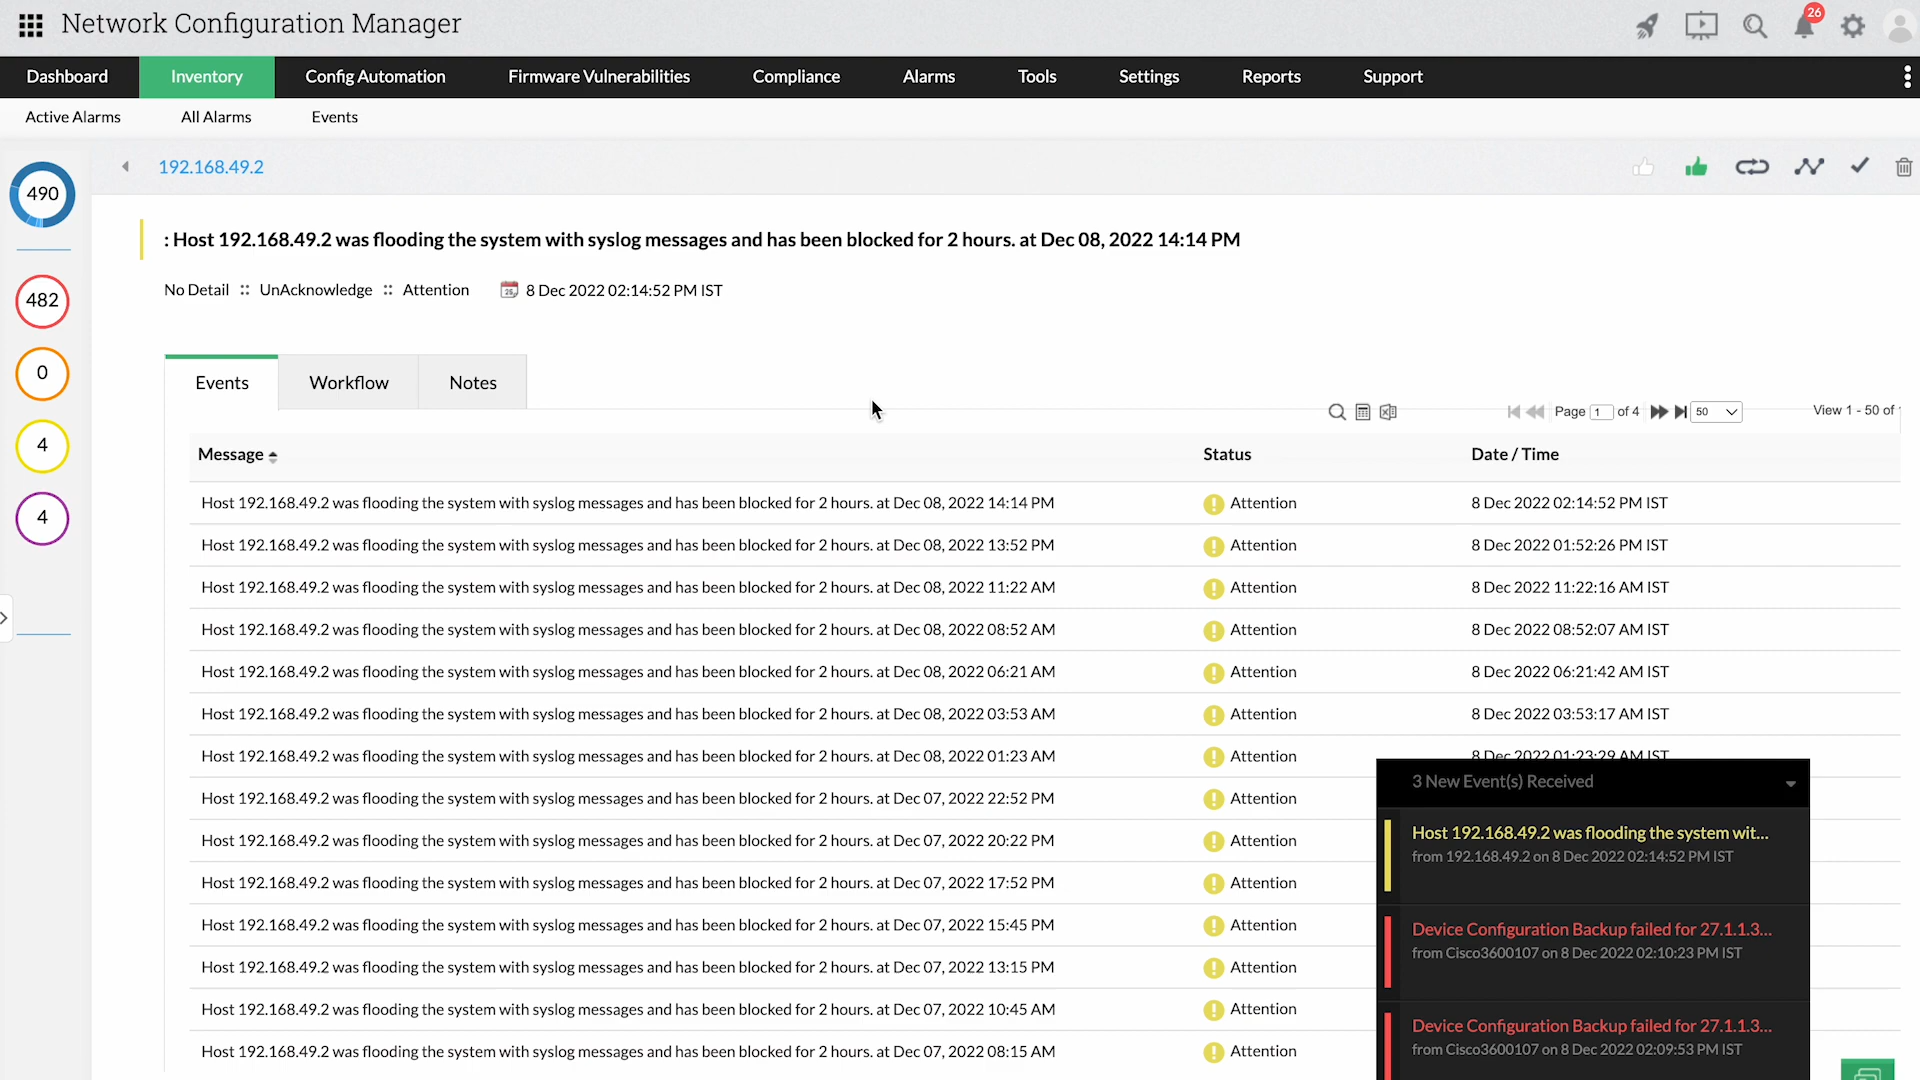 Network Configuration Manager
26
Dashboard Inventory Config Automation Firmware Vulnerabilities Compliance Alarms Tools Settings Reports Support
Active Alarms All Alarms Events
490
482
0
4
4
192.168.49.2
: Host 192.168.49.2 was flooding the system with syslog messages and has been blocked for 2 hours. at Dec 08, 2022 14:14 PM
No Detail :: UnAcknowledge :: Attention 8 Dec 2022 02:14:52 PM IST
Events Workflow Notes
Page 1 of 4 50 View 1 - 50 of
Message Status Date / Time
Host 192.168.49.2 was flooding the system with syslog messages and has been blocked for 2 hours. at Dec 08, 2022 14:14 PM Attention 8 Dec 2022 02:14:52 PM IST
Host 192.168.49.2 was flooding the system with syslog messages and has been blocked for 2 hours. at Dec 08, 2022 13:52 PM Attention 8 Dec 2022 01:52:26 PM IST
Host 192.168.49.2 was flooding the system with syslog messages and has been blocked for 2 hours. at Dec 08, 2022 11:22 AM Attention 8 Dec 2022 11:22:16 AM IST
Host 192.168.49.2 was flooding the system with syslog messages and has been blocked for 2 hours. at Dec 08, 2022 08:52 AM Attention 8 Dec 2022 08:52:07 AM IST
Host 192.168.49.2 was flooding the system with syslog messages and has been blocked for 2 hours. at Dec 08, 2022 06:21 AM Attention 8 Dec 2022 06:21:42 AM IST
Host 192.168.49.2 was flooding the system with syslog messages and has been blocked for 2 hours. at Dec 08, 2022 03:53 AM Attention 8 Dec 2022 03:53:17 AM IST
Host 192.168.49.2 was flooding the system with syslog messages and has been blocked for 2 hours. at Dec 08, 2022 01:23 AM Attention 8 Dec 2022 01:23:29 AM IST
Host 192.168.49.2 was flooding the system with syslog messages and has been blocked for 2 hours. at Dec 07, 2022 22:52 PM Attention
Host 192.168.49.2 was flooding the system with syslog messages and has been blocked for 2 hours. at Dec 07, 2022 20:22 PM Attention
Host 192.168.49.2 was flooding the system with syslog messages and has been blocked for 2 hours. at Dec 07, 2022 17:52 PM Attention
Host 192.168.49.2 was flooding the system with syslog messages and has been blocked for 2 hours. at Dec 07, 2022 15:45 PM Attention
Host 192.168.49.2 was flooding the system with syslog messages and has been blocked for 2 hours. at Dec 07, 2022 13:15 PM Attention
Host 192.168.49.2 was flooding the system with syslog messages and has been blocked for 2 hours. at Dec 07, 2022 10:45 AM Attention
Host 192.168.49.2 was flooding the system with syslog messages and has been blocked for 2 hours. at Dec 07, 2022 08:15 AM Attention
3 New Event(s) Received
Host 192.168.49.2 was flooding the system wit...
from 192.168.49.2 on 8 Dec 2022 02:14:52 PM IST
Device Configuration Backup failed for 27.1.1.3...
from Cisco3600107 on 8 Dec 2022 02:10:23 PM IST
Device Configuration Backup failed for 27.1.1.3...
from Cisco3600107 on 8 Dec 2022 02:09:53 PM IST